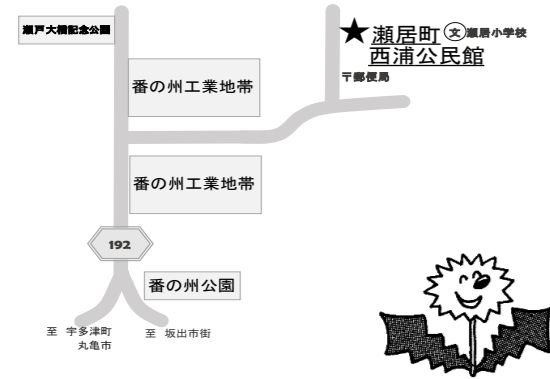 瀬戸大橋記念公園
★瀬居町 文 瀬居小学校
西浦公民館
〒郵便局
番の州工業地帯
番の州工業地帯
192
番の州公園
至 宇多津町
丸亀市
至 坂出市街